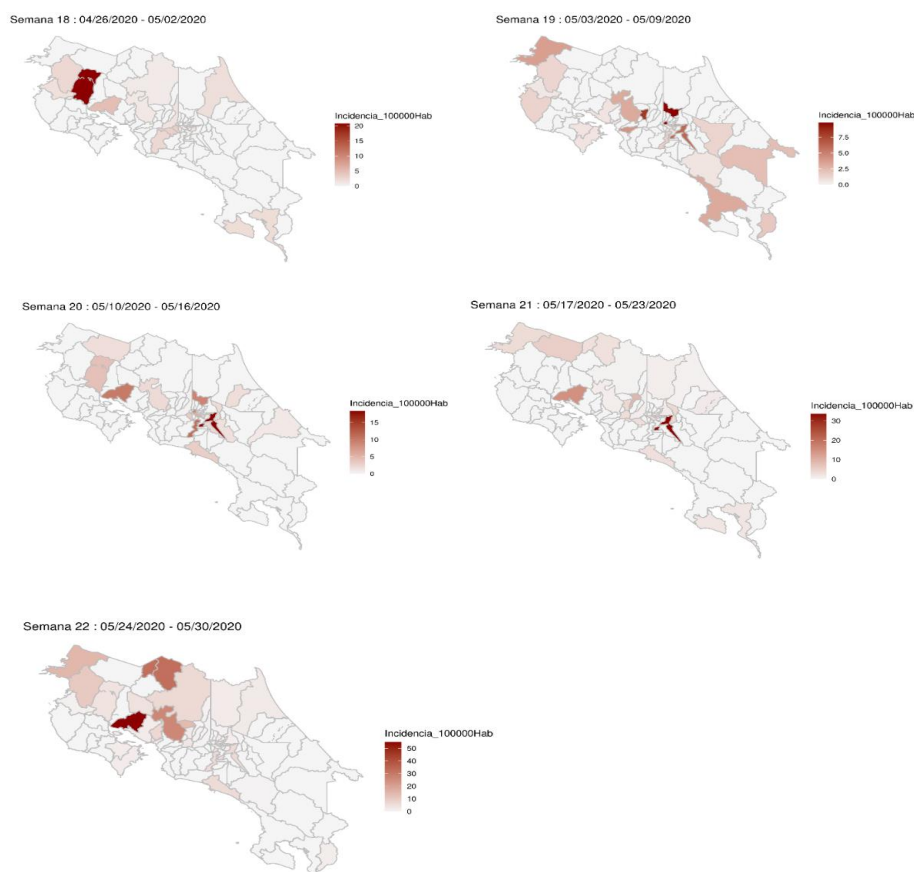 Semana 18 : 04/26/2020 - 05/02/2020
Incidencia_100000Hab
20
15
10
5
0
Semana 19 : 05/03/2020 - 05/09/2020
Incidencia_100000Hab
7.5
5.0
2.5
0.0
Semana 20 : 05/10/2020 - 05/16/2020
Incidencia_100000Hab
15
10
5
0
Semana 21 : 05/17/2020 - 05/23/2020
Incidencia_100000Hab
30
20
10
0
Semana 22 : 05/24/2020 - 05/30/2020
Incidencia_100000Hab
50
40
30
20
10
0